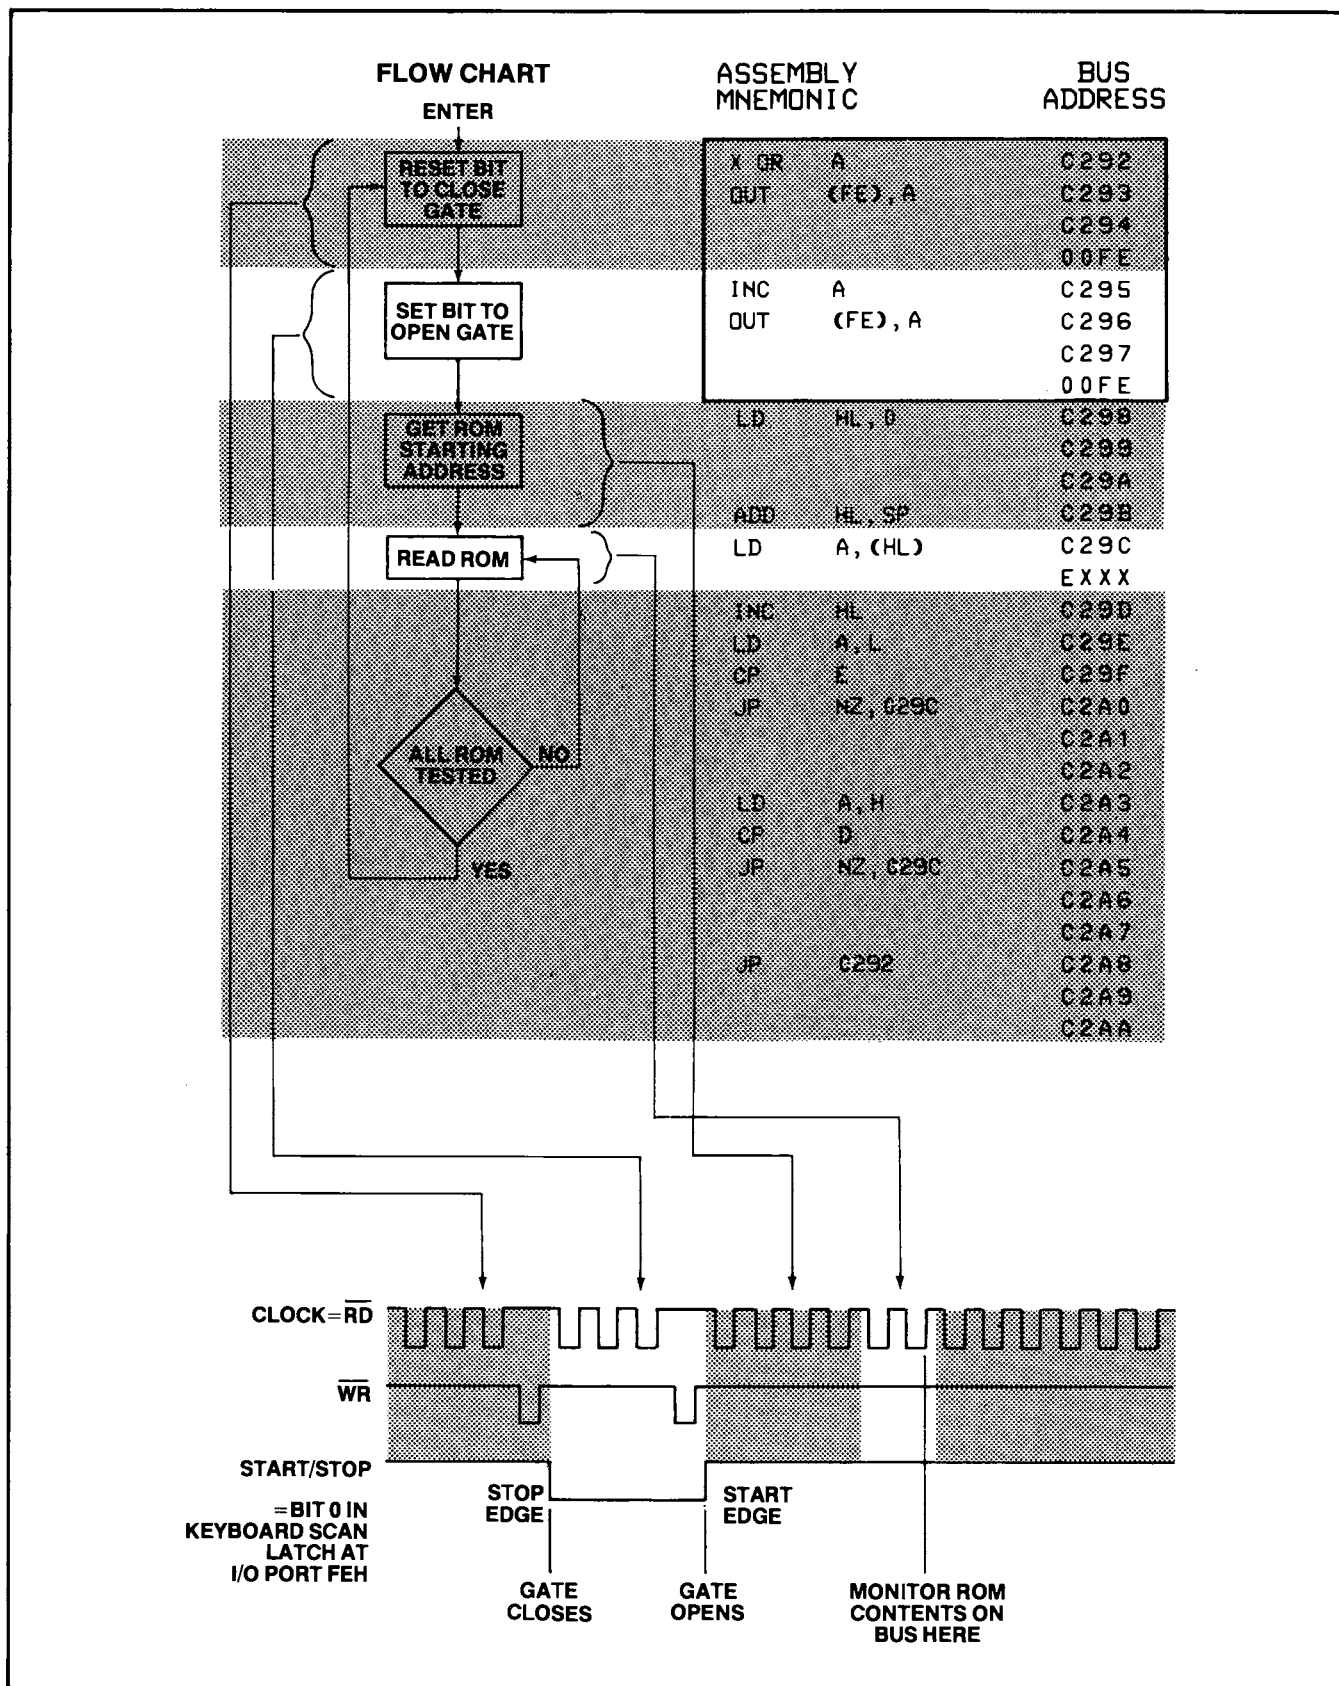 FLOW CHART
ENTER
RESET BIT
TO CLOSE
GATE
SET BIT TO
OPEN GATE
GET ROM
STARTING
ADDRESS
READ ROM
ALL ROM
TESTED
NO
YES
ASSEMBLY BUS
MNEMONIC ADDRESS
X OR A C292
OUT (FE),A C293
C294
00FE
INC A C295
OUT (FE),A C296
C297
00FE
LD HL,0 C298
C299
C29A
ADD HL,SP C29B
LD A,(HL) C29C
EXXX
INC HL C29D
LD A,L C29E
CP E C29F
JP NZ,C29C C2A0
C2A1
C2A2
LD A,H C2A3
CP D C2A4
JP NZ,C29C C2A5
C2A6
C2A7
JP C292 C2A8
C2A9
C2AA
CLOCK=RD
WR
START/STOP
=BIT 0 IN
KEYBOARD SCAN
LATCH AT
I/O PORT FEH
STOP
EDGE
START
EDGE
GATE
CLOSES
GATE
OPENS
MONITOR ROM
CONTENTS ON
BUS HERE